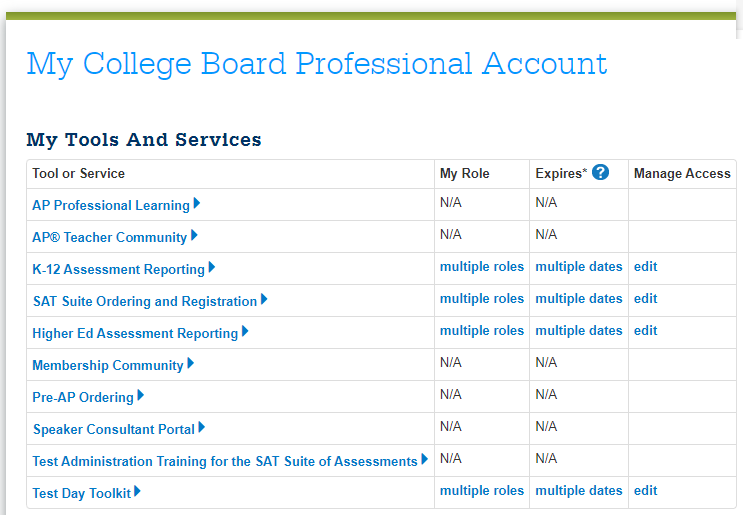 My College Board Professional Account
My Tools And Services
Tool or Service My Role Expires* ? Manage Access
AP Professional Learning N/A N/A
AP® Teacher Community N/A N/A
K-12 Assessment Reporting multiple roles multiple dates edit
SAT Suite Ordering and Registration multiple roles multiple dates edit
Higher Ed Assessment Reporting multiple roles multiple dates edit
Membership Community N/A N/A
Pre-AP Ordering N/A N/A
Speaker Consultant Portal N/A N/A
Test Administration Training for the SAT Suite of Assessments N/A N/A
Test Day Toolkit multiple roles multiple dates edit